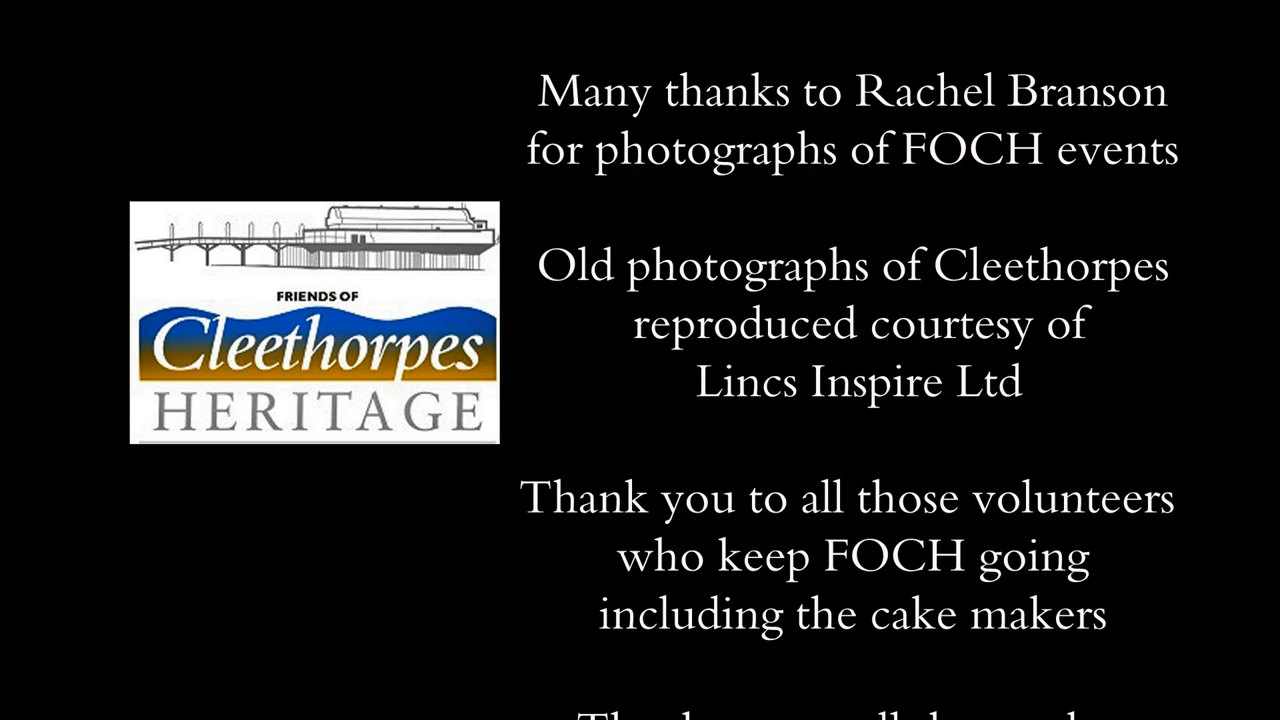 Many thanks to Rachel Branson
for photographs of FOCH events
FRIENDS OF
Cleethorpes
HERITAGE
Old photographs of Cleethorpes
reproduced courtesy of
Lincs Inspire Ltd
Thank you to all those volunteers
who keep FOCH going
including the cake makers